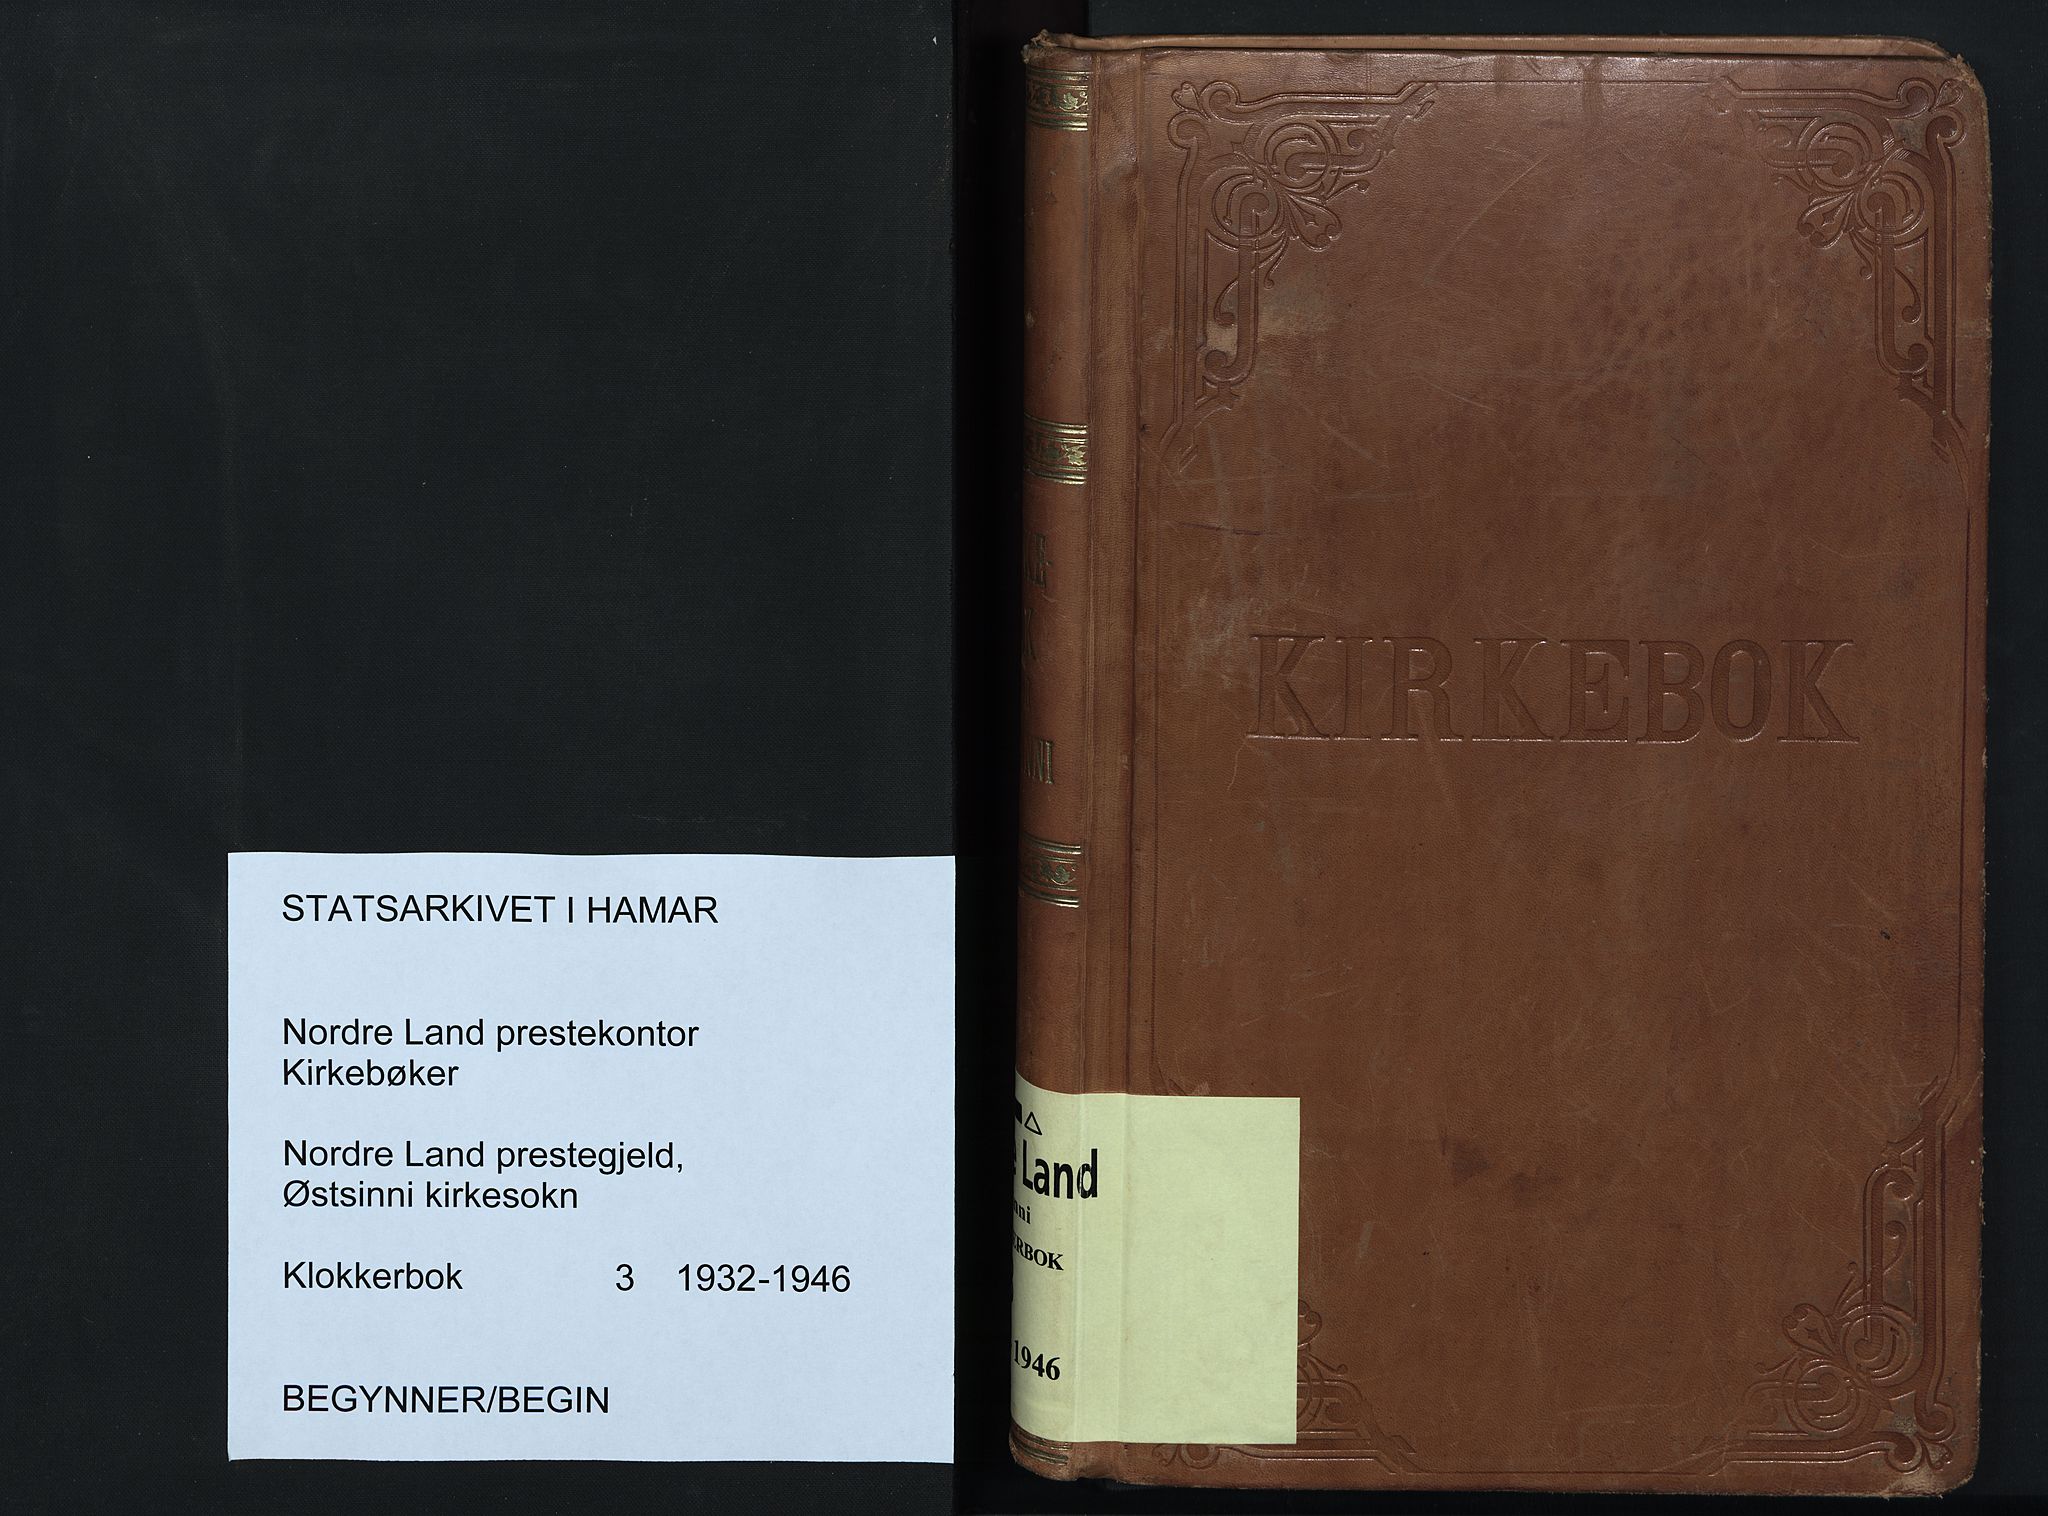 STATSARKIVET I HAMAR
Nordre Land prestekontor
Kirkebøker
Nordre Land prestegjeld,
Østsinni kirkesokn
Klokkerbok 3 1932-1946
BEGYNNER/BEGIN
KIRKEBOK
Land
1946